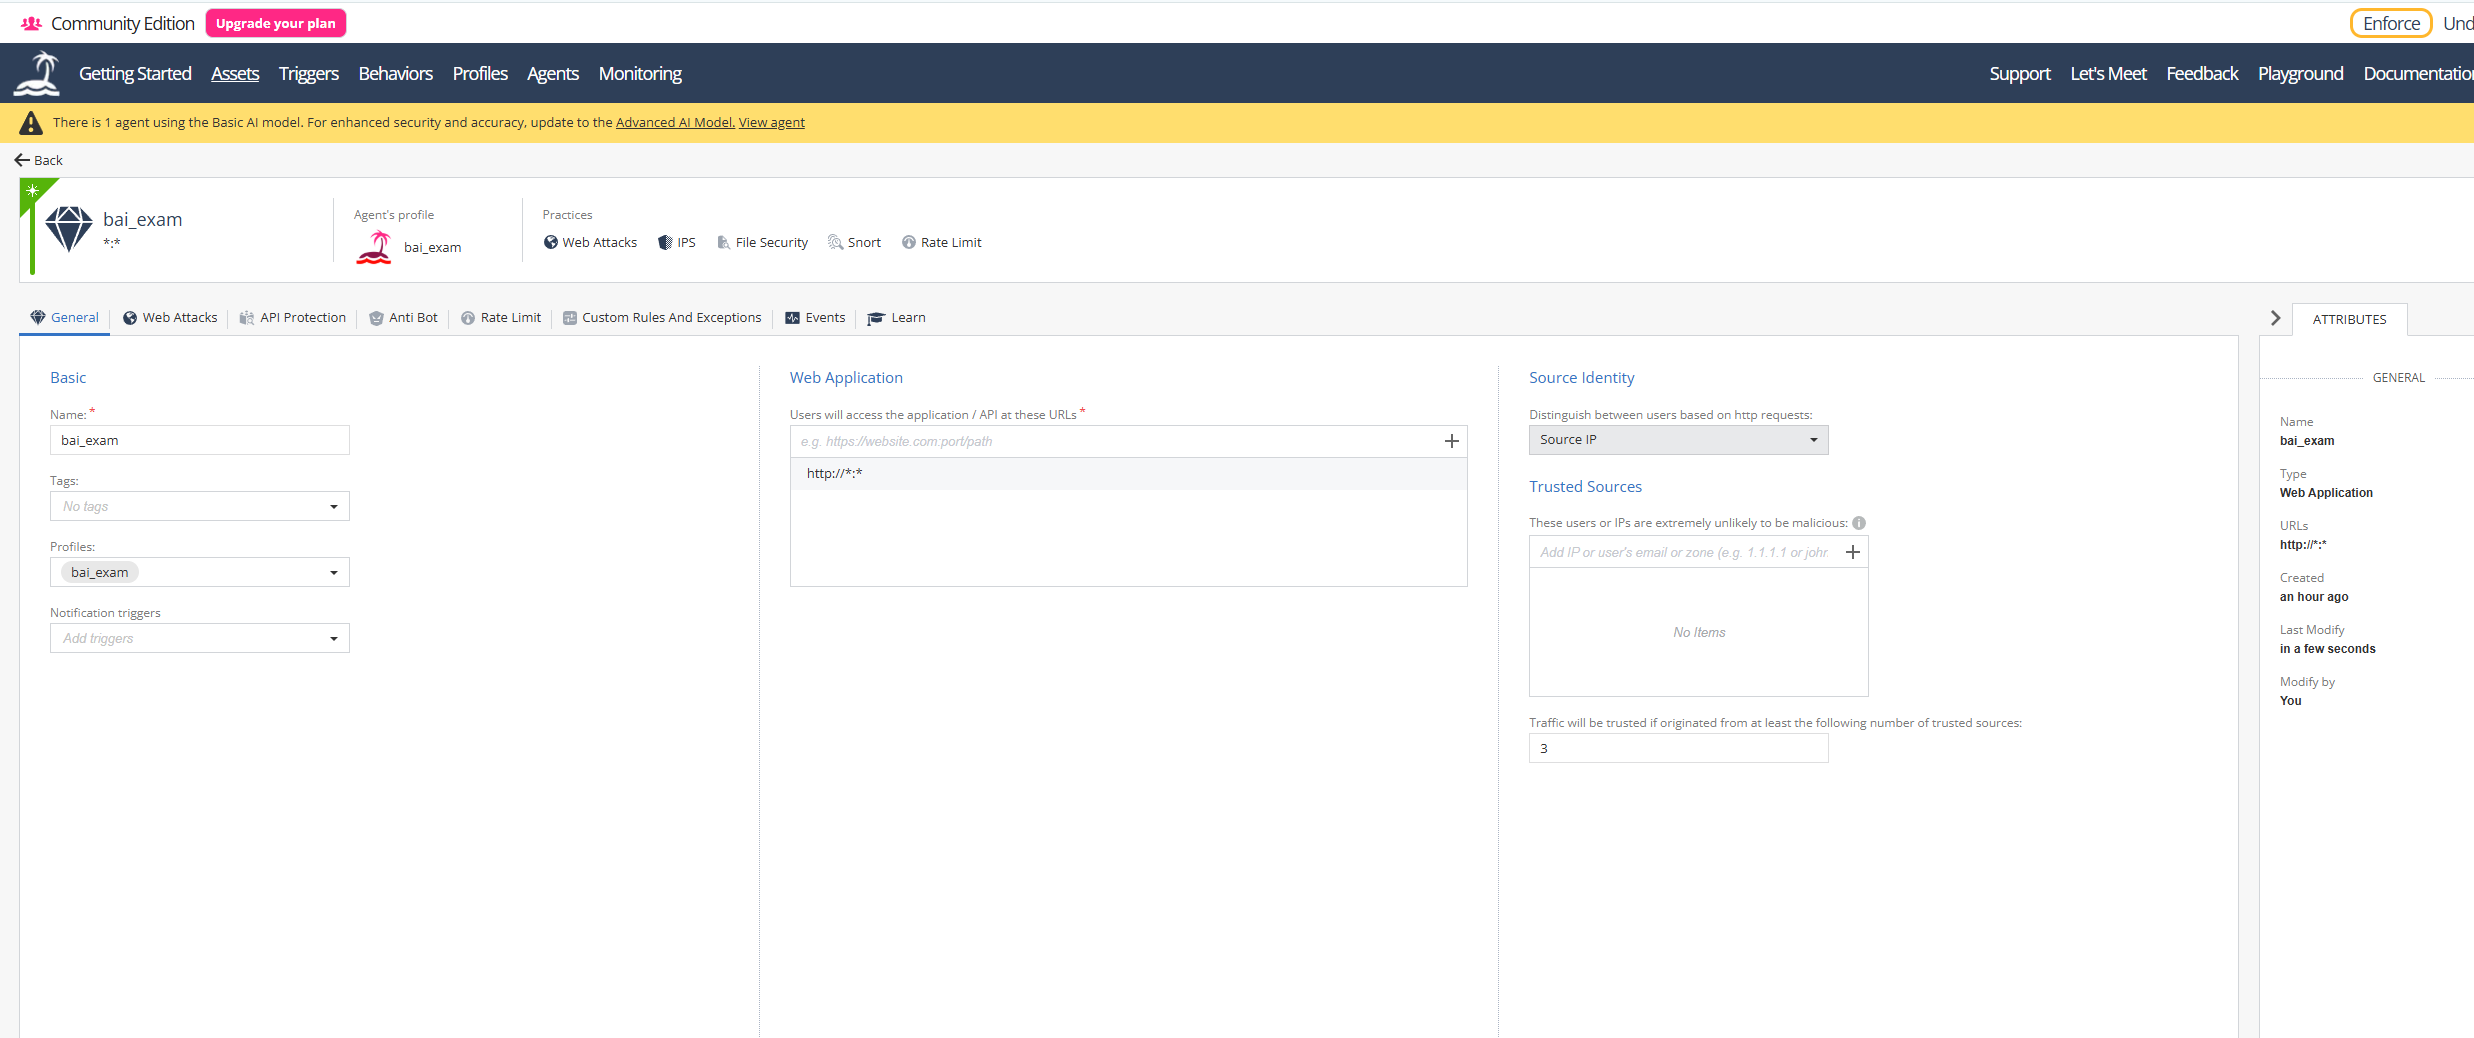 Community Edition
Upgrade your plan
Enforce
Und
Getting Started
Assets
Triggers
Behaviors
Profiles
Agents
Monitoring
Support
Let's Meet
Feedback
Playground
Documentation
There is 1 agent using the Basic AI model. For enhanced security and accuracy, update to the Advanced AI Model. View agent
Back
bai_exam
*:*
Agent's profile
bai_exam
Practices
Web Attacks
IPS
File Security
Snort
Rate Limit
General
Web Attacks
API Protection
Anti Bot
Rate Limit
Custom Rules And Exceptions
Events
Learn
ATTRIBUTES
Basic
Name: *
bai_exam
Tags:
No tags
Profiles:
bai_exam
Notification triggers
Add triggers
Web Application
Users will access the application / API at these URLs *
e.g. https://website.com:port/path
http://*:*
Source Identity
Distinguish between users based on http requests:
Source IP
Trusted Sources
These users or IPs are extremely unlikely to be malicious:
Add IP or user's email or zone (e.g. 1.1.1.1 or john
No Items
Traffic will be trusted if originated from at least the following number of trusted sources:
3
GENERAL
Name
bai_exam
Type
Web Application
URLs
http://*:*
Created
an hour ago
Last Modify
in a few seconds
Modify by
You